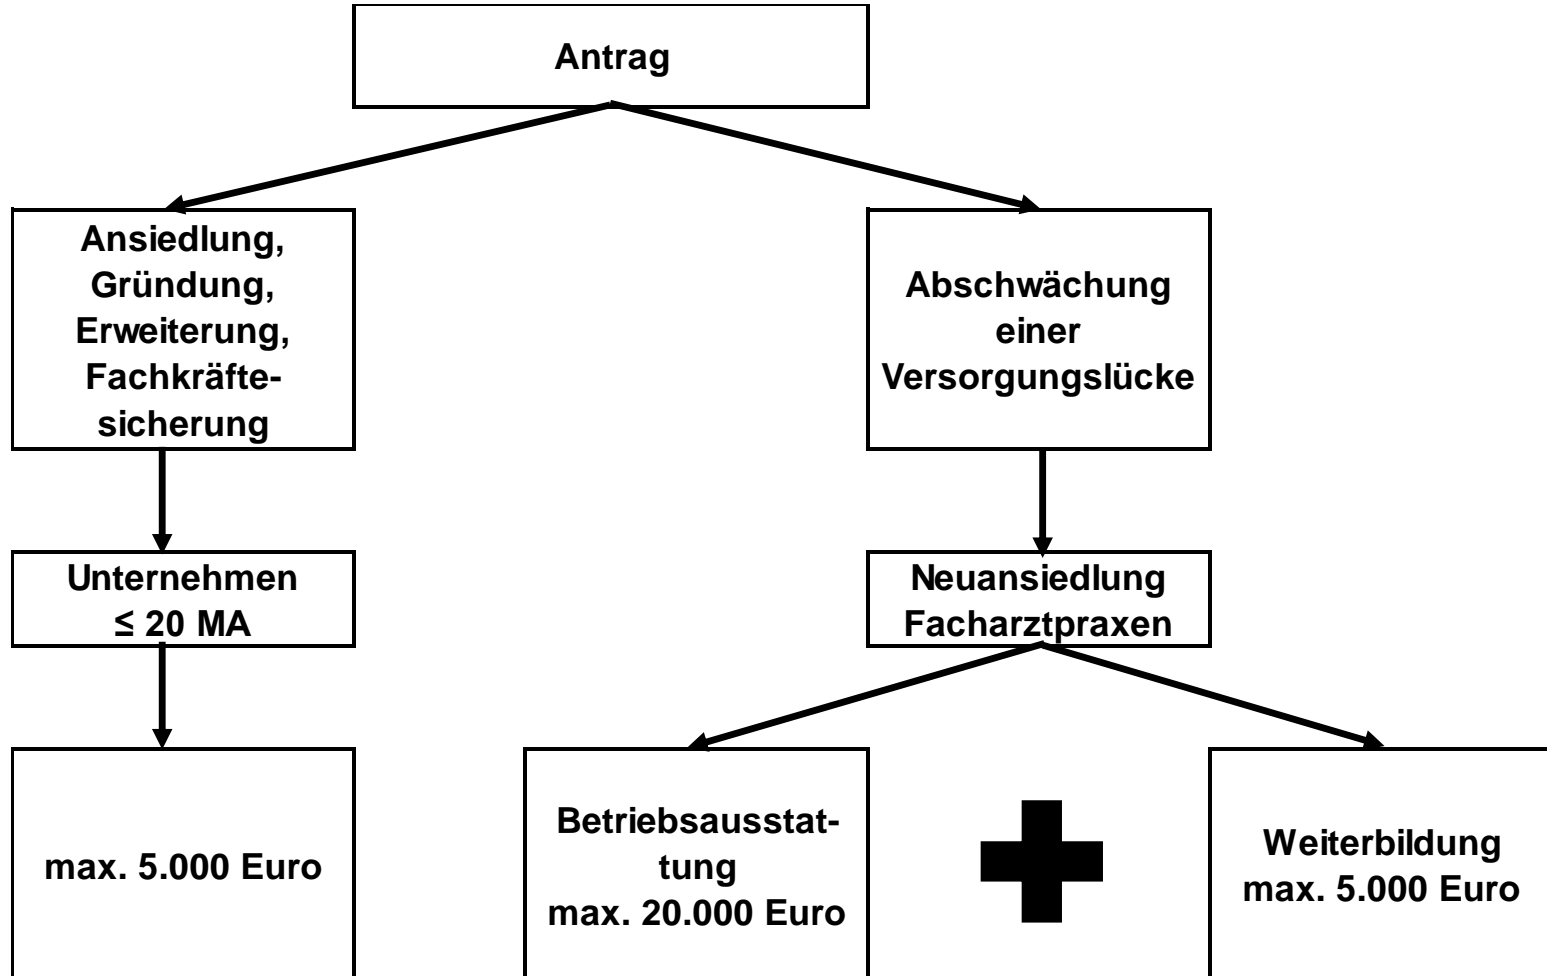 Antrag
Ansiedlung,
Gründung,
Erweiterung,
Fachkräfte-
sicherung
Abschwächung
einer
Versorgungslücke
Unternehmen
≤ 20 MA
Neuansiedlung
Facharztpraxen
max. 5.000 Euro
Betriebsausstat-
tung
max. 20.000 Euro
Weiterbildung
max. 5.000 Euro